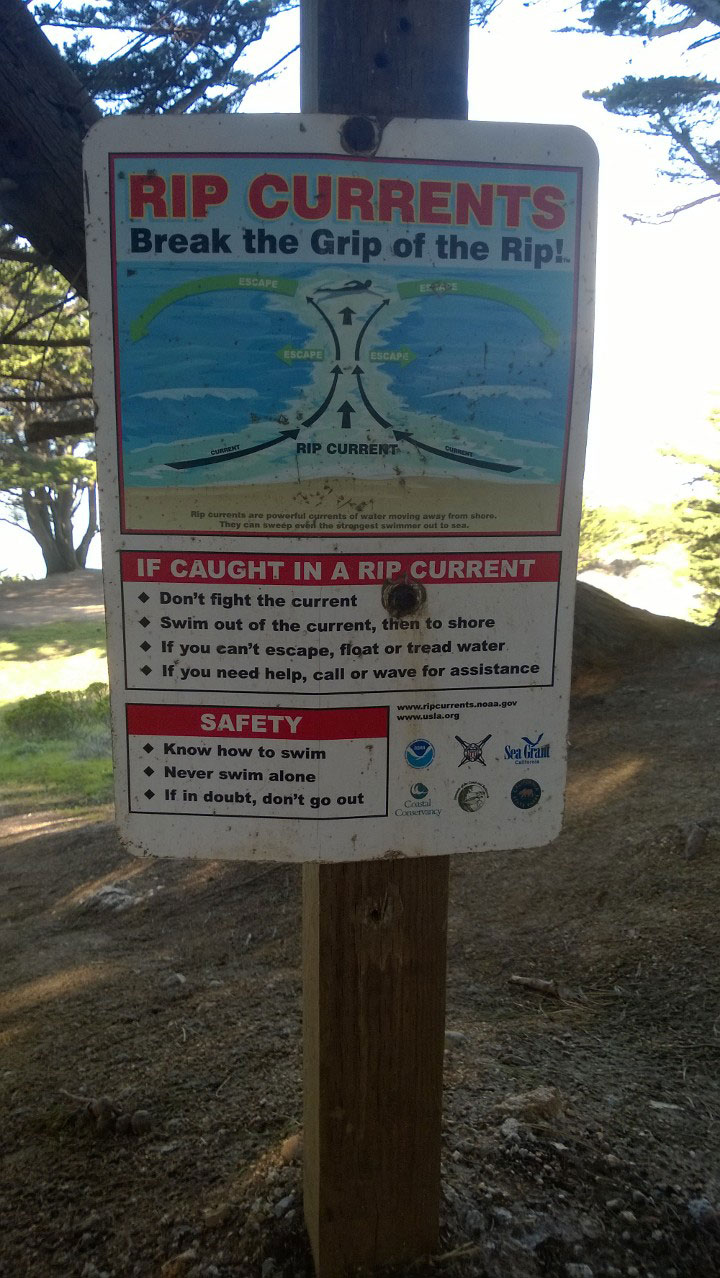 RIP CURRENTS
Break the Grip of the Rip!
ESCAPE
ESCAPE
ESCAPE
ESCAPE
CURRENT
RIP CURRENT
CURRENT
Rip currents are powerful currents of water moving away from shore.
They can sweep even the strongest swimmer out to sea.
IF CAUGHT IN A RIP CURRENT
◆ Don't fight the current
◆ Swim out of the current, then to shore
◆ If you can't escape, float or tread water
◆ If you need help, call or wave for assistance
SAFETY
◆ Know how to swim
◆ Never swim alone
◆ If in doubt, don't go out
www.ripcurrents.noaa.gov
www.usla.org
NOAA
Sea Grant
California
Coastal
Conservancy